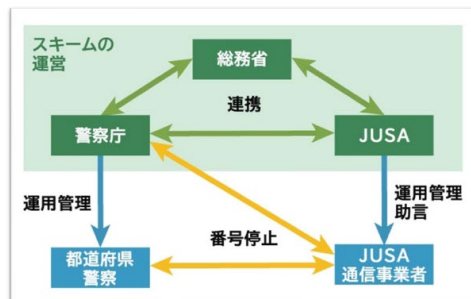 スキームの
運営
総務省
連携
警察庁
JUSA
運用管理
運用管理
助言
番号停止
都道府県
警察
JUSA
通信事業者